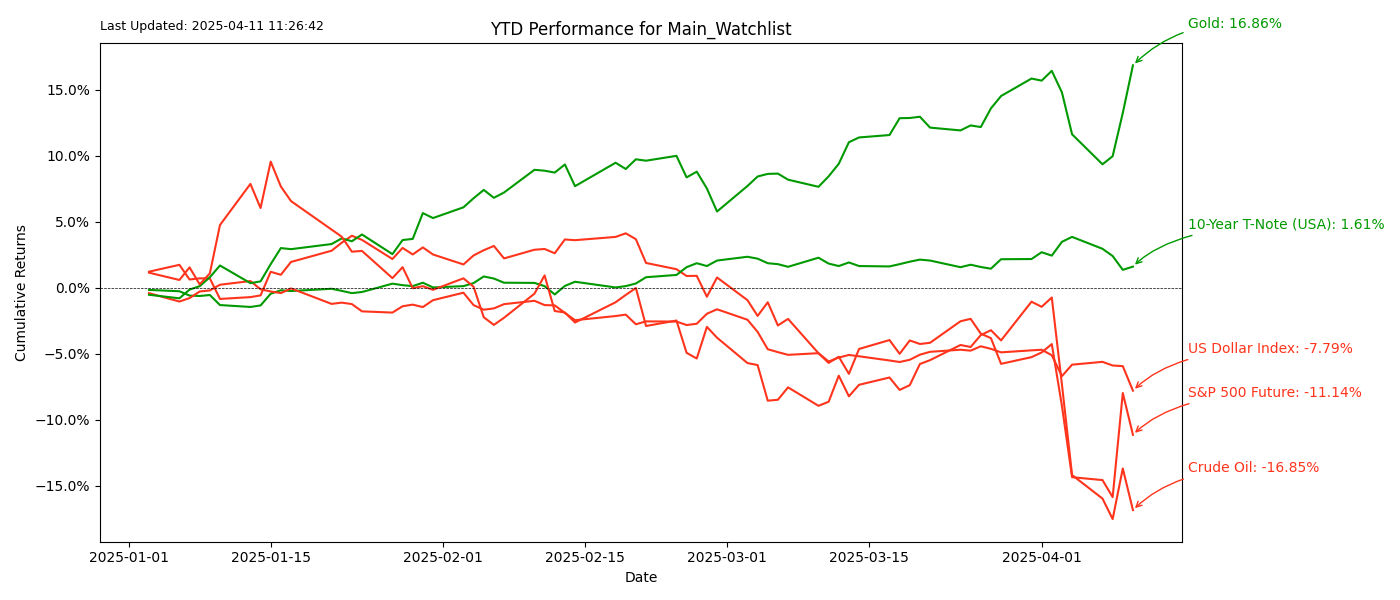 Last Updated: 2025-04-11 11:26:42
YTD Performance for Main_Watchlist
Gold: 16.86%
15.0%
10.0%
5.0%
0.0%
−5.0%
−10.0%
−15.0%
Cumulative Returns
10-Year T-Note (USA): 1.61%
US Dollar Index: -7.79%
S&P 500 Future: -11.14%
Crude Oil: -16.85%
2025-01-01
2025-01-15
2025-02-01
2025-02-15
2025-03-01
2025-03-15
2025-04-01
Date